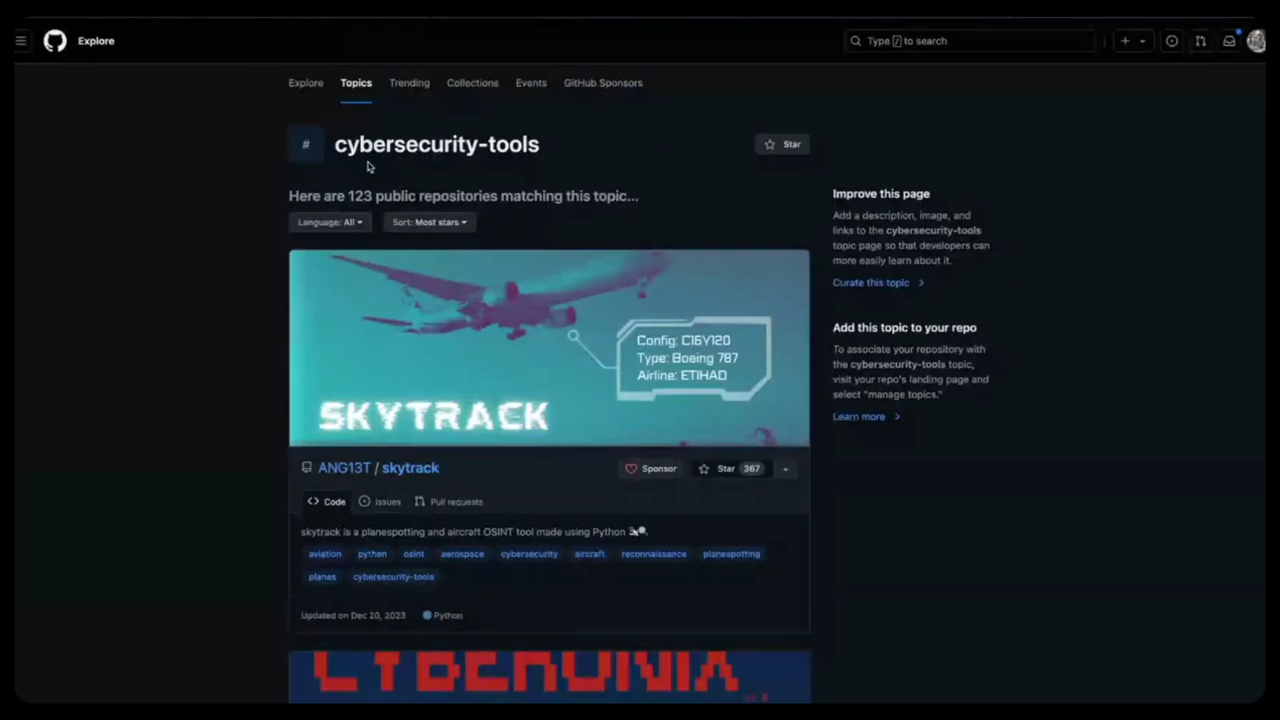 Explore
Type / to search
Explore Topics Trending Collections Events GitHub Sponsors
# cybersecurity-tools
Star
Here are 123 public repositories matching this topic...
Language: All Sort: Most stars
Config: C16Y120
Type: Boeing 787
Airline: ETIHAD
SKYTRACK
ANG13T / skytrack
Sponsor Star 367
Code Issues Pull requests
skytrack is a planespotting and aircraft OSINT tool made using Python
aviation python osint aerospace cybersecurity aircraft reconnaissance planespotting
planes cybersecurity-tools
Updated on Dec 20, 2023 Python
Improve this page
Add a description, image, and
links to the cybersecurity-tools
topic page so that developers can
more easily learn about it.
Curate this topic
Add this topic to your repo
To associate your repository with
the cybersecurity-tools topic,
visit your repo's landing page and
select "manage topics."
Learn more